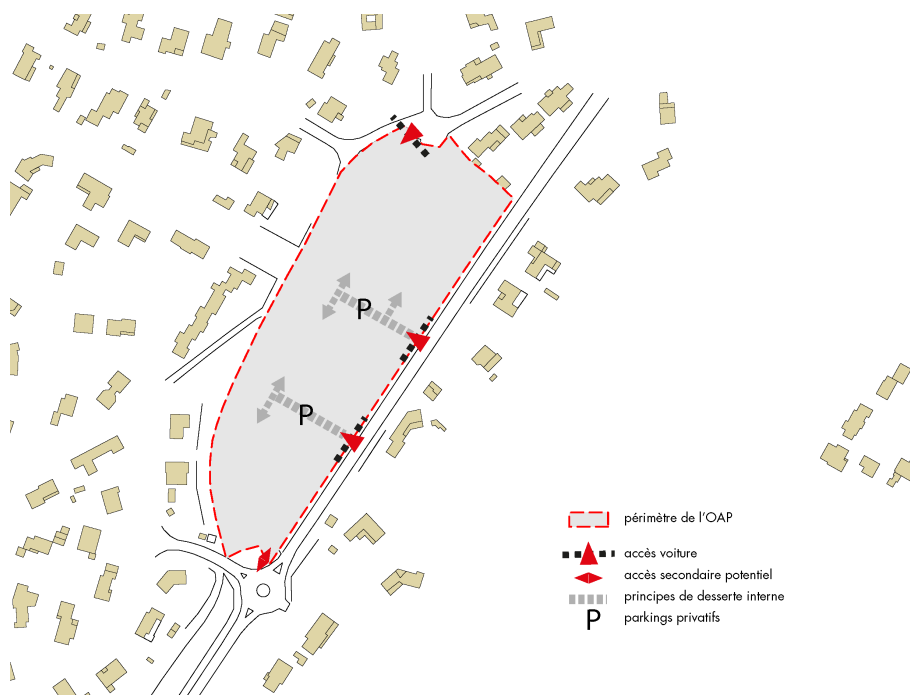 P
P
périmètre de l'OAP
accès voiture
accès secondaire potentiel
principes de desserte interne
P parkings privatifs